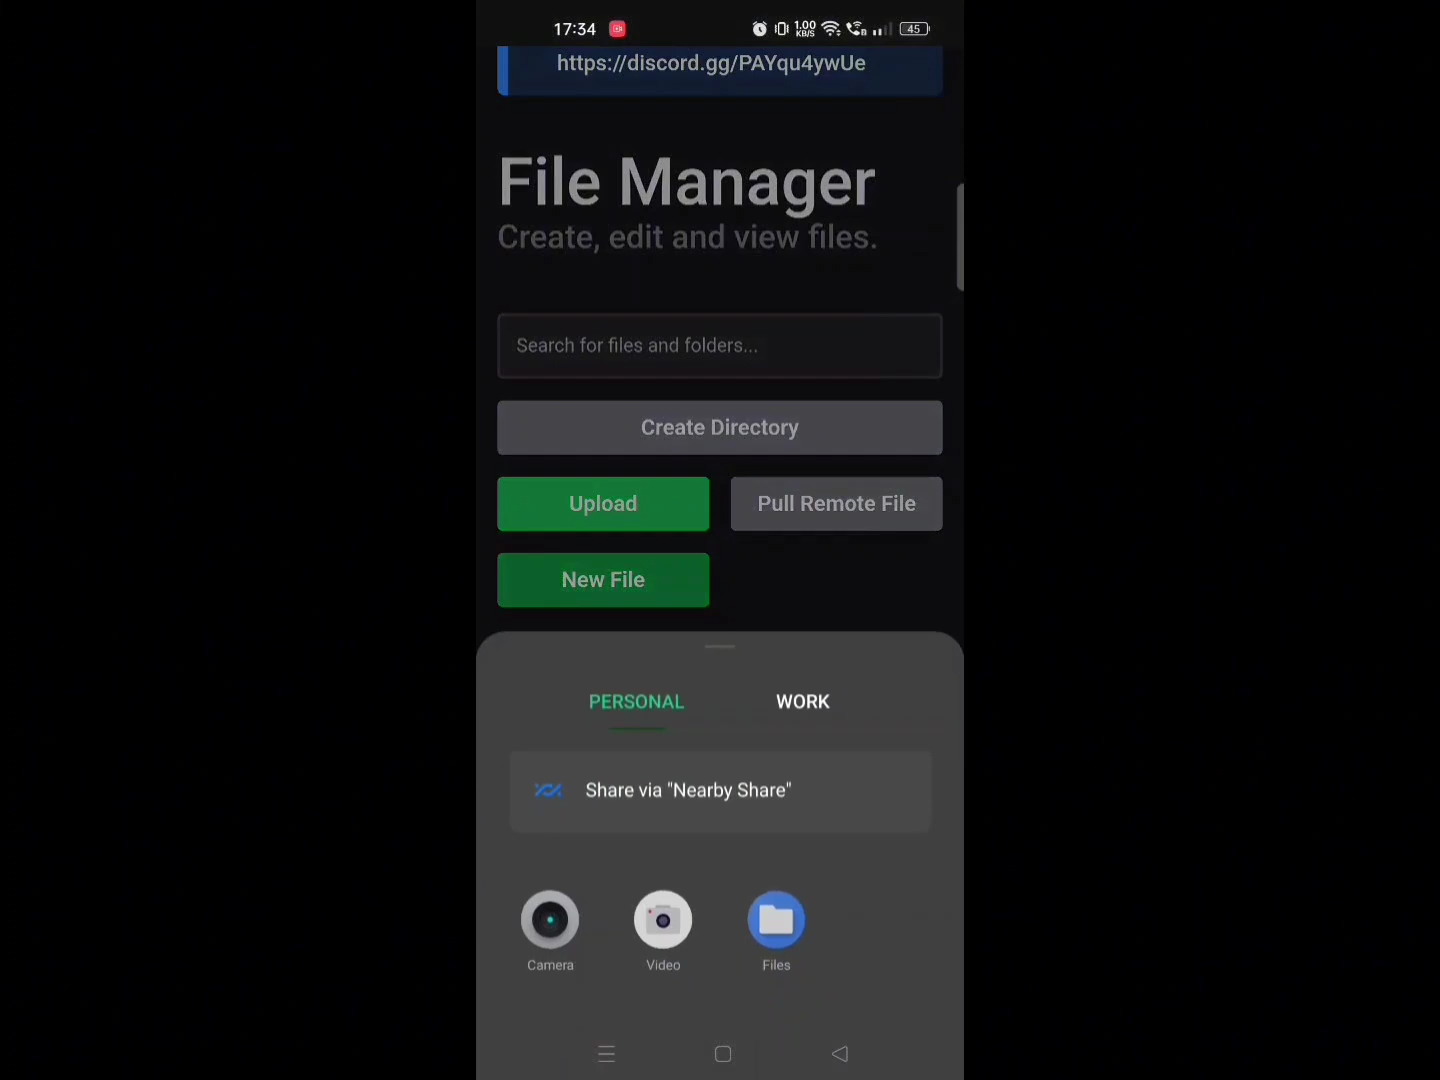 17:34
1.00
KB/S
45
https://discord.gg/PAYqu4ywUe
File Manager
Create, edit and view files.
Search for files and folders...
Create Directory
Upload
Pull Remote File
New File
PERSONAL
WORK
Share via "Nearby Share"
Camera
Video
Files